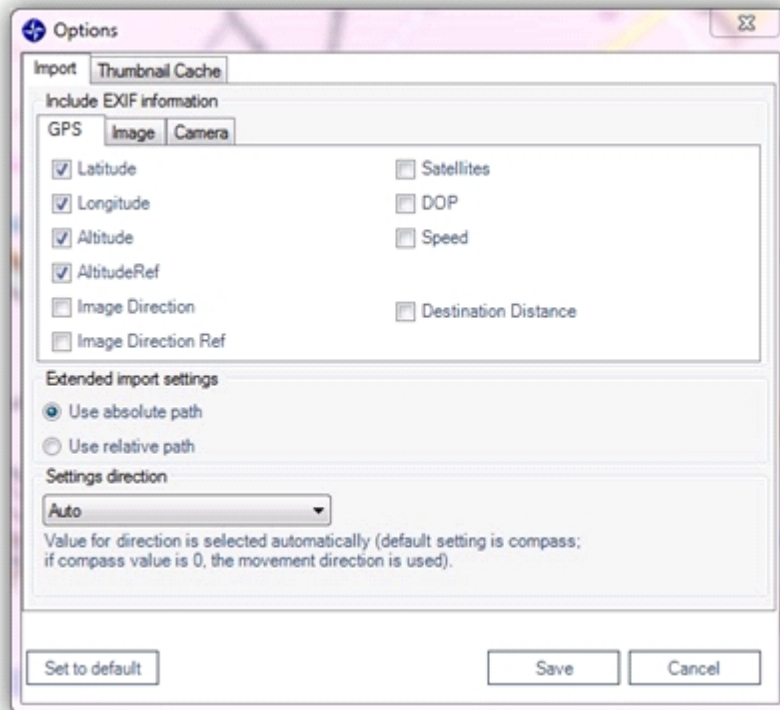 Options
Import Thumbnail Cache
Include EXIF information
GPS Image Camera
Latitude Satellites
Longitude DOP
Altitude Speed
AltitudeRef
Image Direction Destination Distance
Image Direction Ref
Extended import settings
Use absolute path
Use relative path
Settings direction
Auto
Value for direction is selected automatically (default setting is compass;
if compass value is 0, the movement direction is used).
Set to default Save Cancel